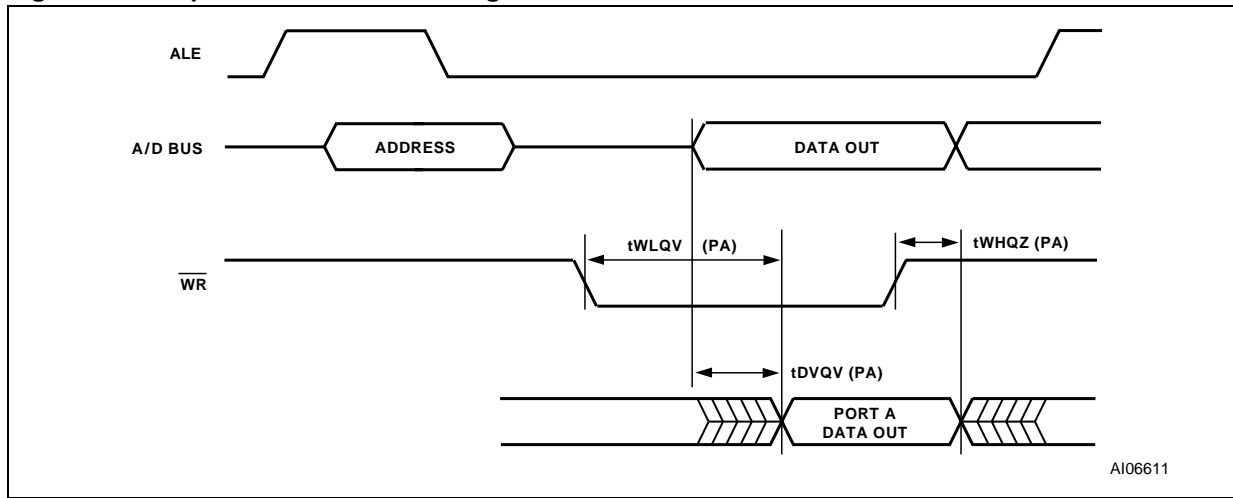 ALE
A/D BUS
ADDRESS
DATA OUT
tWLQV (PA)
tWHQZ (PA)
WR
tDVQV (PA)
PORT A
DATA OUT
AI06611